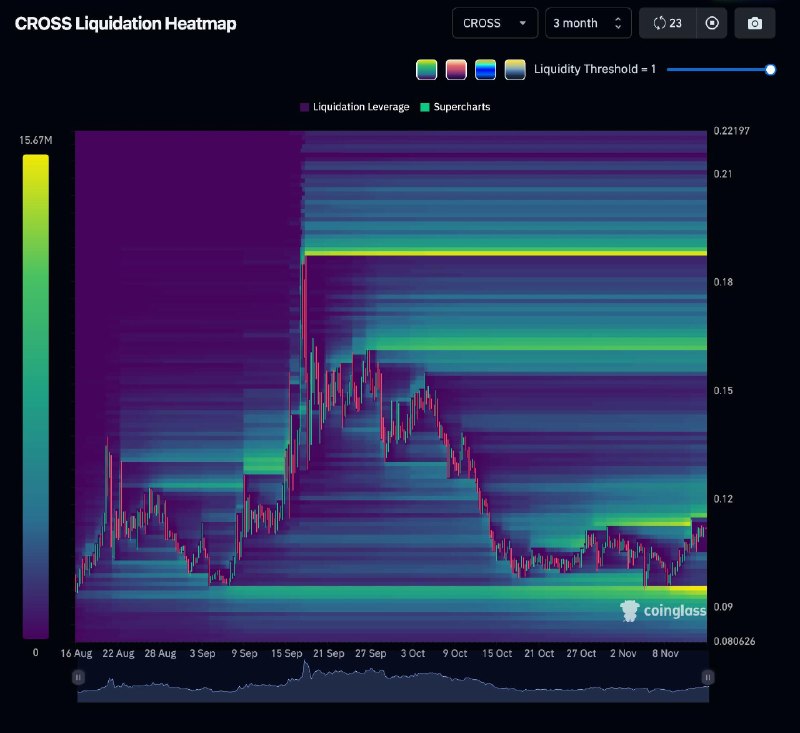 CROSS Liquidation Heatmap
CROSS
3 month
23
Liquidity Threshold = 1
Liquidation Leverage
Supercharts
15.67M
0
0.22197
0.21
0.18
0.15
0.12
0.09
0.080626
coinglass
16 Aug 22 Aug 28 Aug 3 Sep 9 Sep 15 Sep 21 Sep 27 Sep 3 Oct 9 Oct 15 Oct 21 Oct 27 Oct 2 Nov 8 Nov